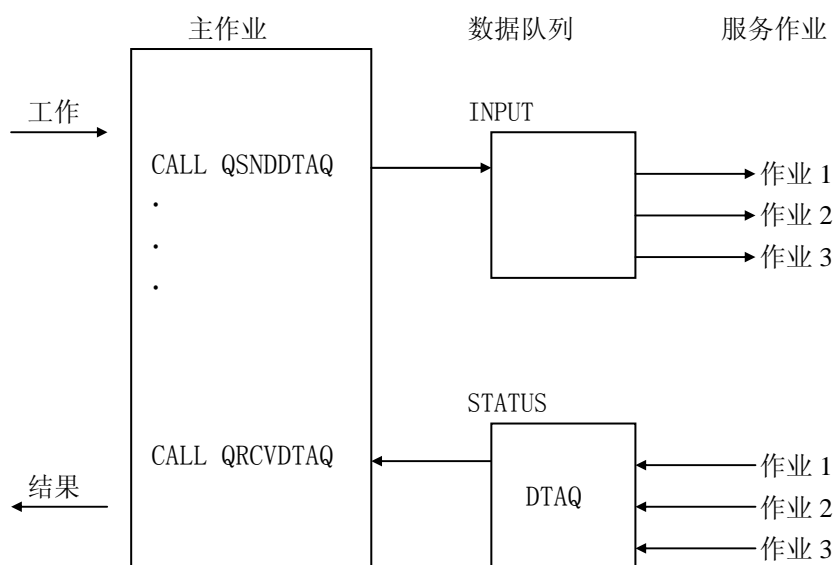 主作业 数据队列 服务作业
工作
INPUT
CALL QSNDDTAQ
.
.
.
作业 1
作业 2
作业 3
STATUS
CALL QRCVDTAQ
结果
DTAQ
作业 1
作业 2
作业 3